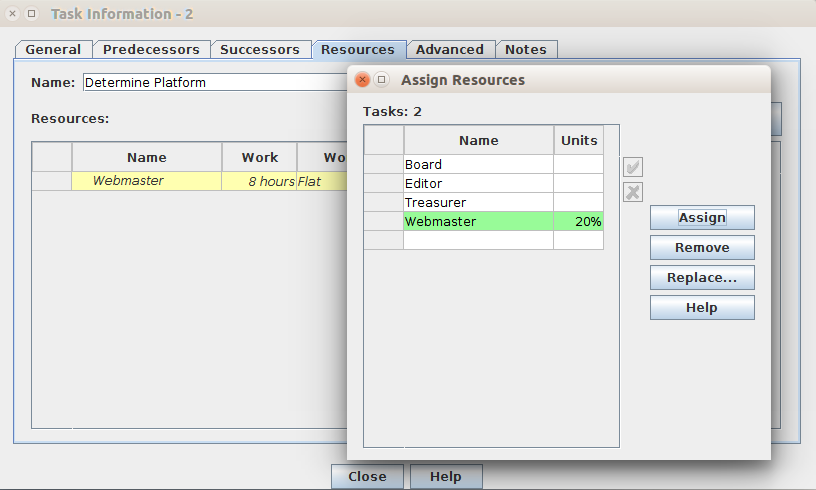 Task Information - 2
General Predecessors Successors Resources Advanced Notes
Name: Determine Platform
Resources:
Name Work Wo
Webmaster 8 hours Flat
Assign Resources
Tasks: 2
Name Units
Board
Editor
Treasurer
Webmaster 20%
Assign
Remove
Replace...
Help
Close Help